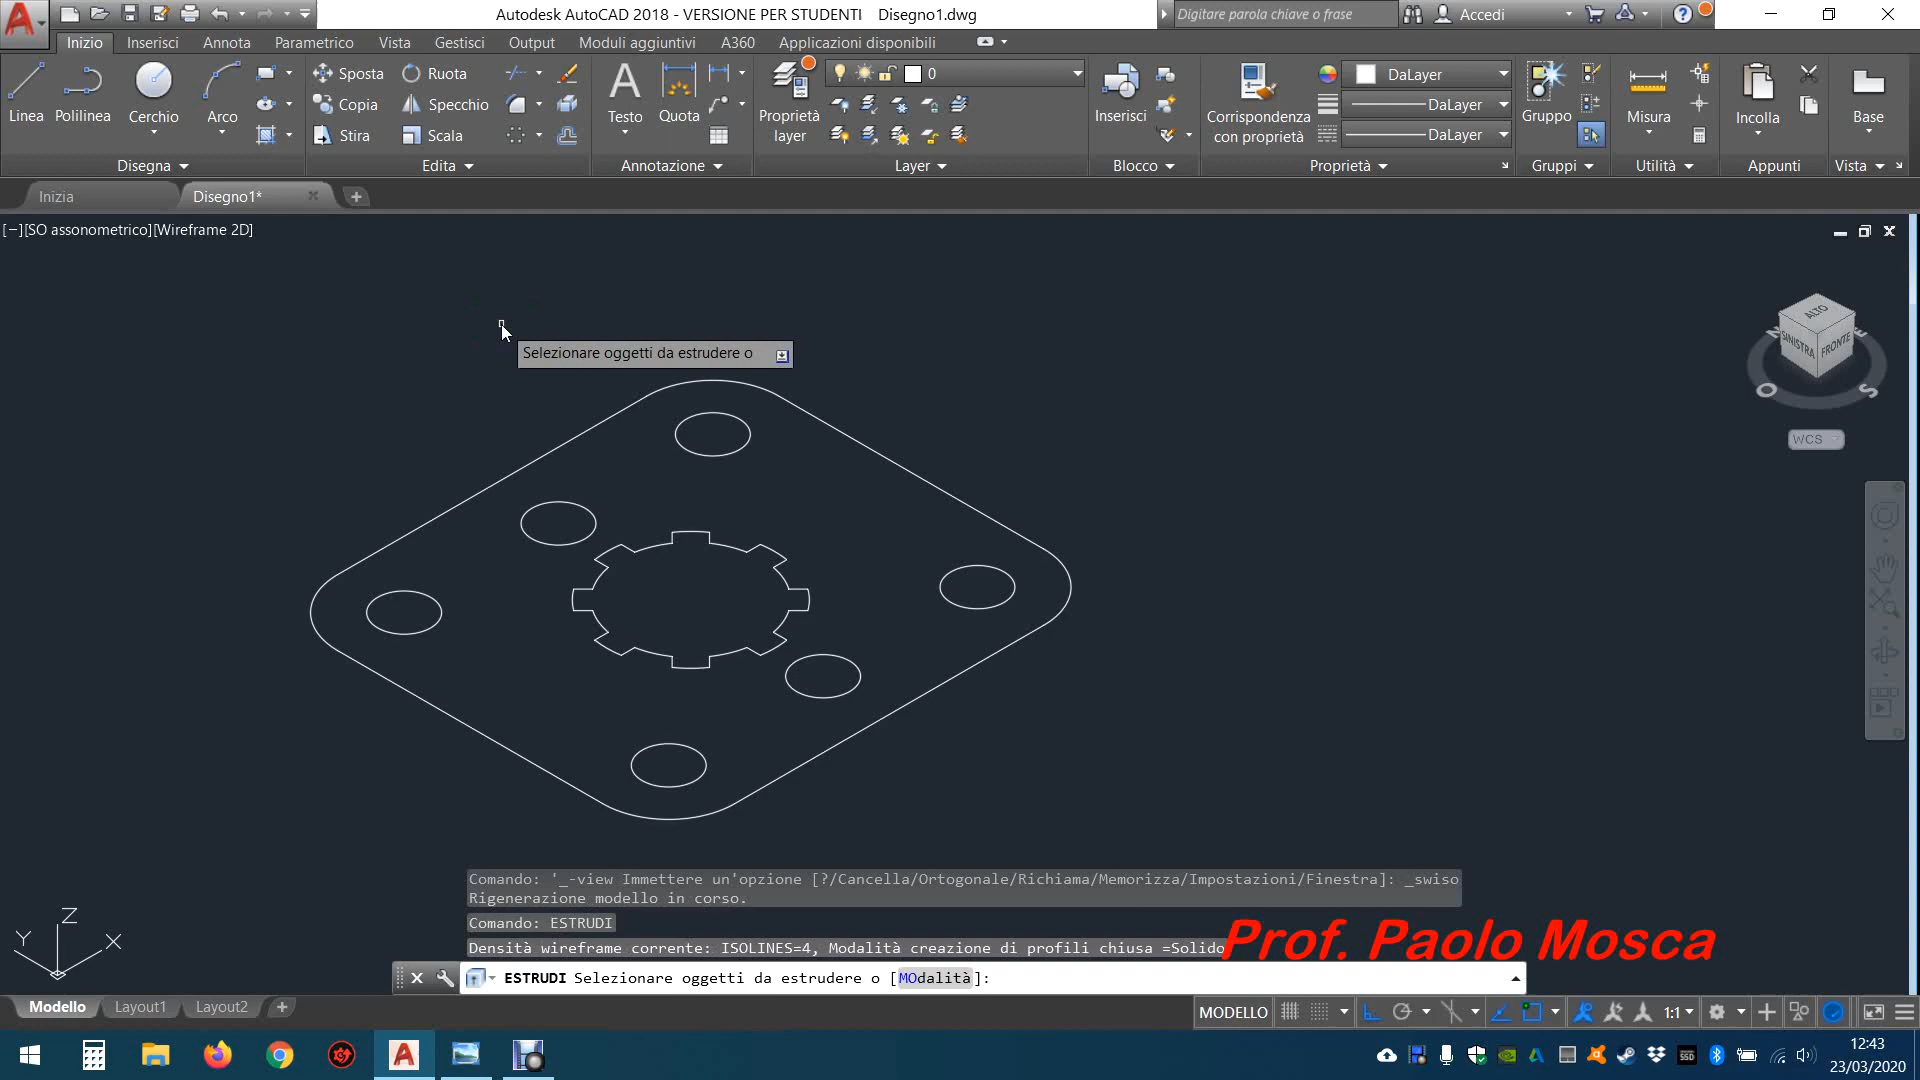 Autodesk AutoCAD 2018 - VERSIONE PER STUDENTI Disegno1.dwg
Digitare parola chiave o frase
Accedi
Inizio Inserisci Annota Parametrico Vista Gestisci Output Moduli aggiuntivi A360 Applicazioni disponibili
Linea
Polilinea
Cerchio
Arco
Sposta
Copia
Stira
Ruota
Specchio
Scala
Testo
Quota
Proprietà
layer
0
Inserisci
Corrispondenza
con proprietà
DaLayer
DaLayer
DaLayer
Gruppo
Misura
Incolla
Base
Disegna Edita Annotazione Layer Blocco Proprietà Gruppi Utilità Appunti Vista
Inizia
Disegno1*
[−][SO assonometrico][Wireframe 2D]
ALTO
SINISTRA
FRONTE
N
O
S
WCS
Selezionare oggetti da estrudere o
Comando: '_-view Immettere un'opzione [?/Cancella/Ortogonale/Richiama/Memorizza/Impostazioni/Finestra]: _swiso
Rigenerazione modello in corso.
Comando: ESTRUDI
Densità wireframe corrente: ISOLINES=4, Modalità creazione di profili chiusa =Solido
Prof. Paolo Mosca
ESTRUDI Selezionare oggetti da estrudere o [MOdalità]:
Z
Y
X
Modello Layout1 Layout2
MODELLO
1:1
SSD
12:43
23/03/2020